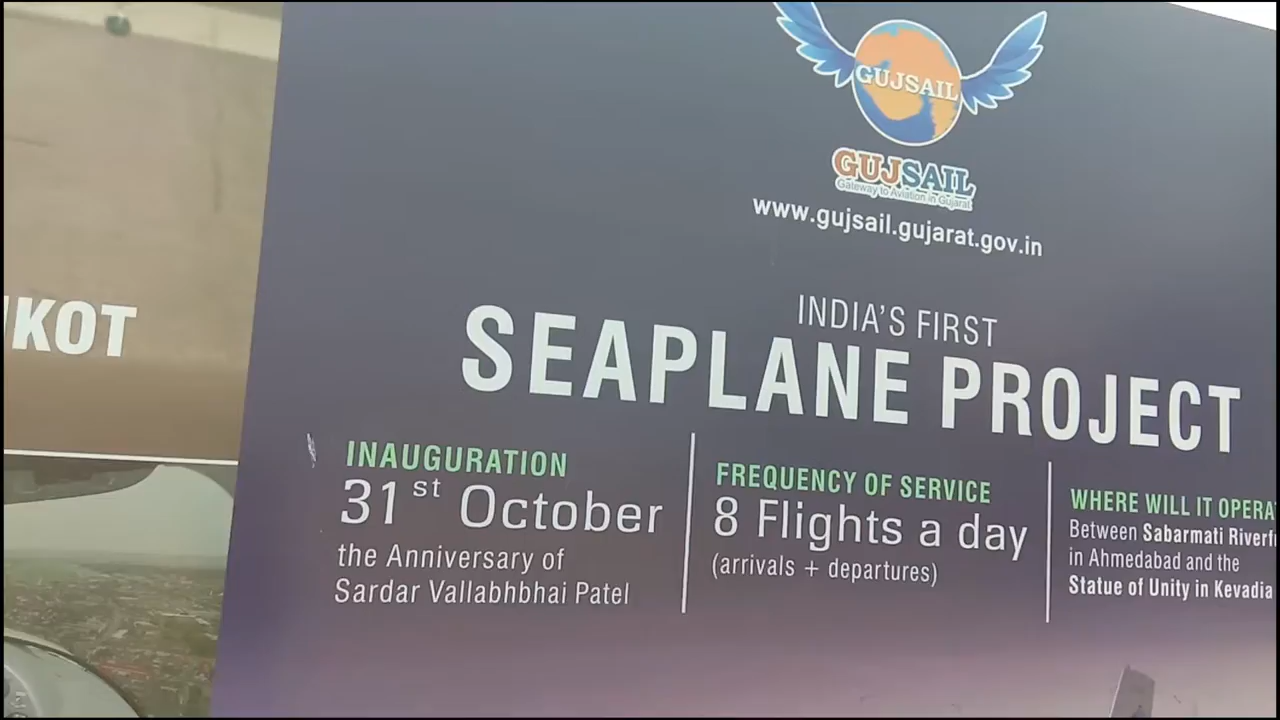 GUJSAIL
GUJSAIL
Gateway to Aviation in Gujarat
www.gujsail.gujarat.gov.in
IKOT
INDIA'S FIRST
SEAPLANE PROJECT
INAUGURATION
31st October
the Anniversary of
Sardar Vallabhbhai Patel
FREQUENCY OF SERVICE
8 Flights a day
(arrivals + departures)
WHERE WILL IT OPERA
Between Sabarmati Riverf
in Ahmedabad and the
Statue of Unity in Kevadia